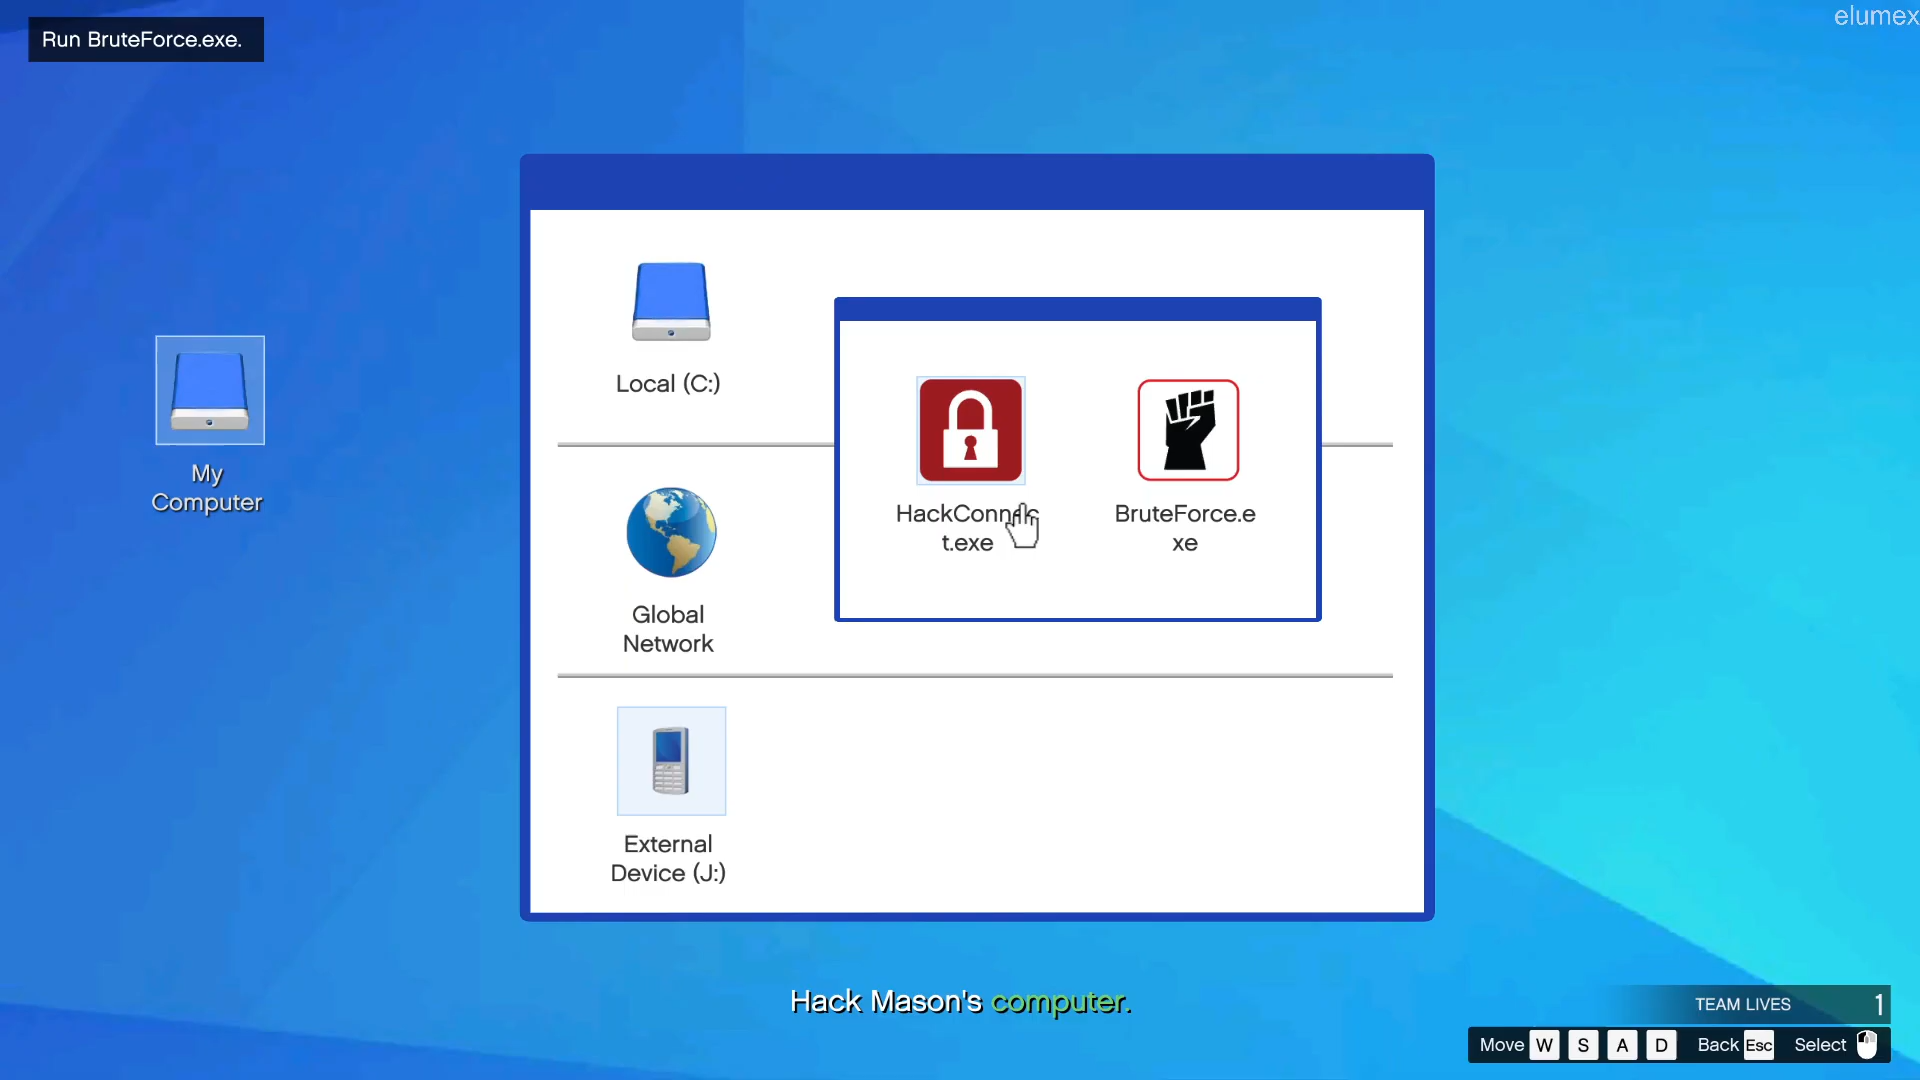 Run BruteForce.exe.
elumex
Local (C:)
HackConnec
t.exe
BruteForce.e
xe
My
Computer
Global
Network
External
Device (J:)
Hack Mason's computer.
TEAM LIVES 1
Move W S A D Back Esc Select